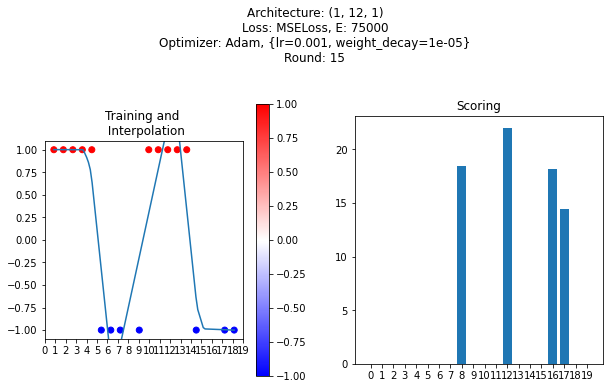 Architecture: (1, 12, 1)
Loss: MSELoss, E: 75000
Optimizer: Adam, {lr=0.001, weight_decay=1e-05}
Round: 15
Training and
Interpolation
1.00
0.75
0.50
0.25
0.00
−0.25
−0.50
−0.75
−1.00
0 1 2 3 4 5 6 7 8 9 10 11 12 13 14 15 16 17 18 19
1.00
0.75
0.50
0.25
0.00
−0.25
−0.50
−0.75
−1.00
Scoring
20
15
10
5
0
0 1 2 3 4 5 6 7 8 9 10 11 12 13 14 15 16 17 18 19